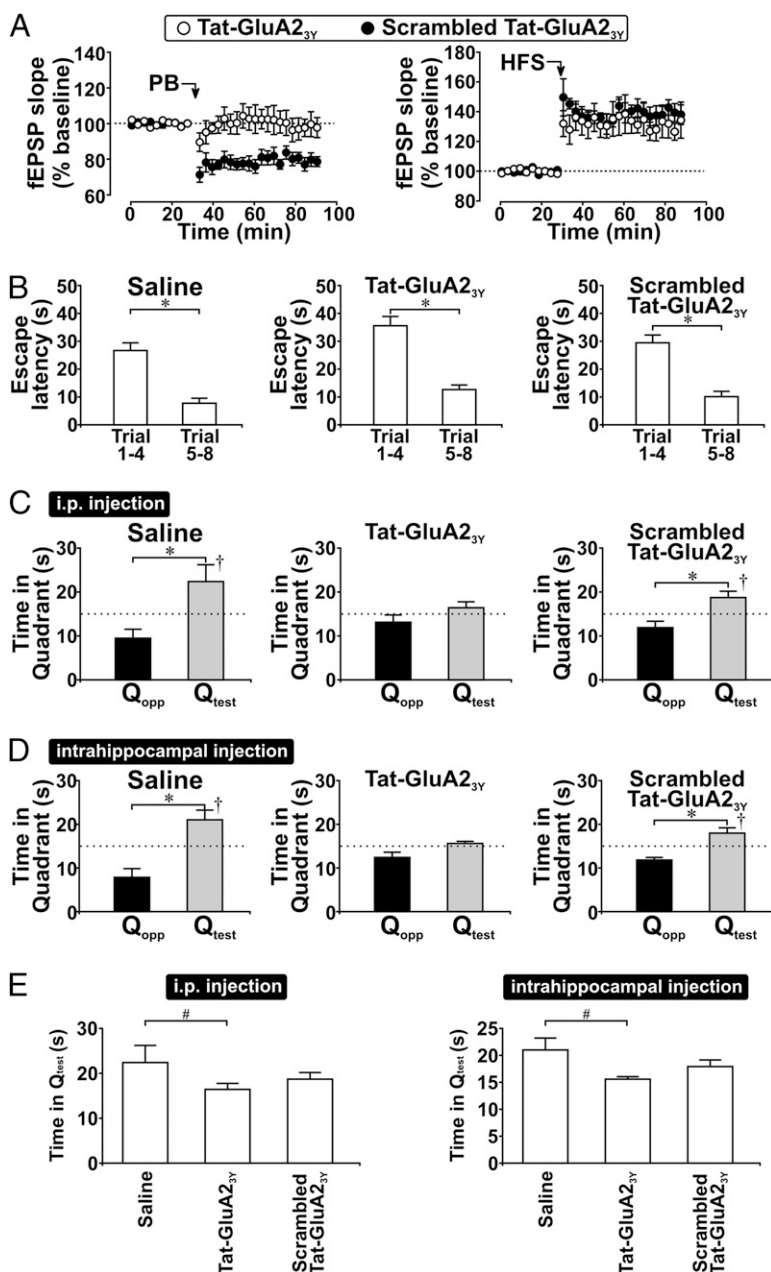 A
○ Tat-GluA2₃Y ● Scrambled Tat-GluA2₃Y
fEPSP slope
(% baseline)
140
120
100
80
60
PB
0 20 40 60 80 100
Time (min)
fEPSP slope
(% baseline)
180
160
140
120
100
80
HFS
0 20 40 60 80 100
Time (min)
B
Saline
Escape
latency (s)
50
40
30
20
10
0
*
Trial
1-4
Trial
5-8
Tat-GluA2₃Y
Escape
latency (s)
50
40
30
20
10
0
*
Trial
1-4
Trial
5-8
Scrambled
Tat-GluA2₃Y
Escape
latency (s)
50
40
30
20
10
0
*
Trial
1-4
Trial
5-8
C
i.p. injection
Saline
Time in
Quadrant (s)
30
20
10
0
* †
Qopp Qtest
Tat-GluA2₃Y
Time in
Quadrant (s)
30
20
10
0
Qopp Qtest
Scrambled
Tat-GluA2₃Y
Time in
Quadrant (s)
30
20
10
0
* †
Qopp Qtest
D
intrahippocampal injection
Saline
Time in
Quadrant (s)
30
20
10
0
* †
Qopp Qtest
Tat-GluA2₃Y
Time in
Quadrant (s)
30
20
10
0
Qopp Qtest
Scrambled
Tat-GluA2₃Y
Time in
Quadrant (s)
30
20
10
0
* †
Qopp Qtest
E
i.p. injection
Time in Qtest (s)
30
20
10
0
#
Saline
Tat-GluA2₃Y
Scrambled
Tat-GluA2₃Y
intrahippocampal injection
Time in Qtest (s)
25
20
15
10
5
0
#
Saline
Tat-GluA2₃Y
Scrambled
Tat-GluA2₃Y